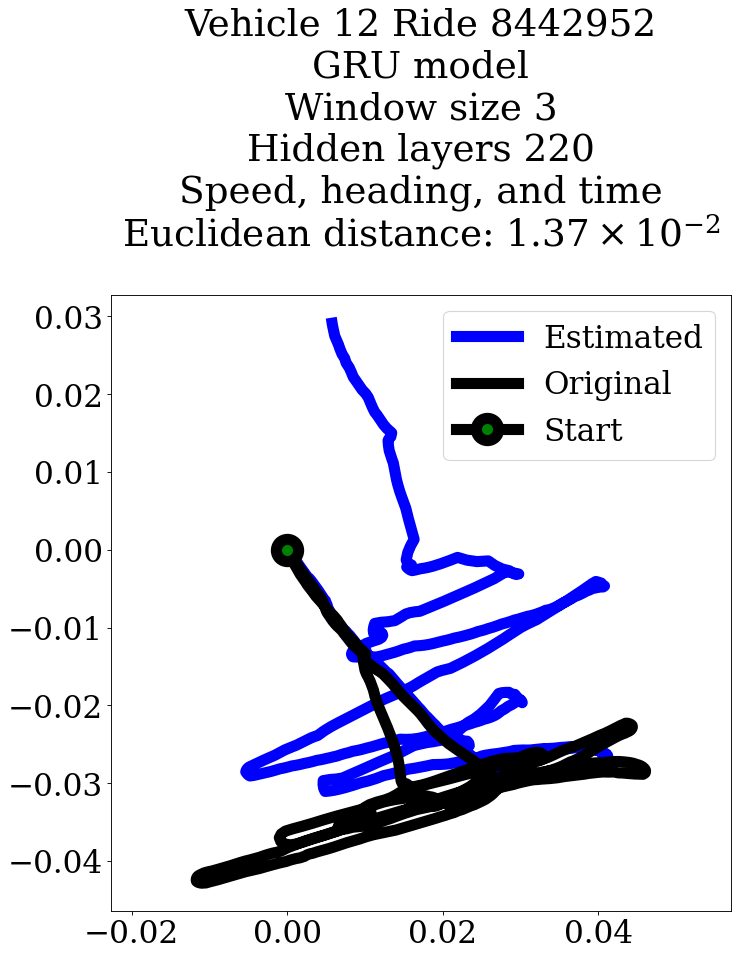 Vehicle 12 Ride 8442952
GRU model
Window size 3
Hidden layers 220
Speed, heading, and time
Euclidean distance: 1.37 × 10⁻²
Estimated
Original
Start
0.03
0.02
0.01
0.00
−0.01
−0.02
−0.03
−0.04
−0.02 0.00 0.02 0.04